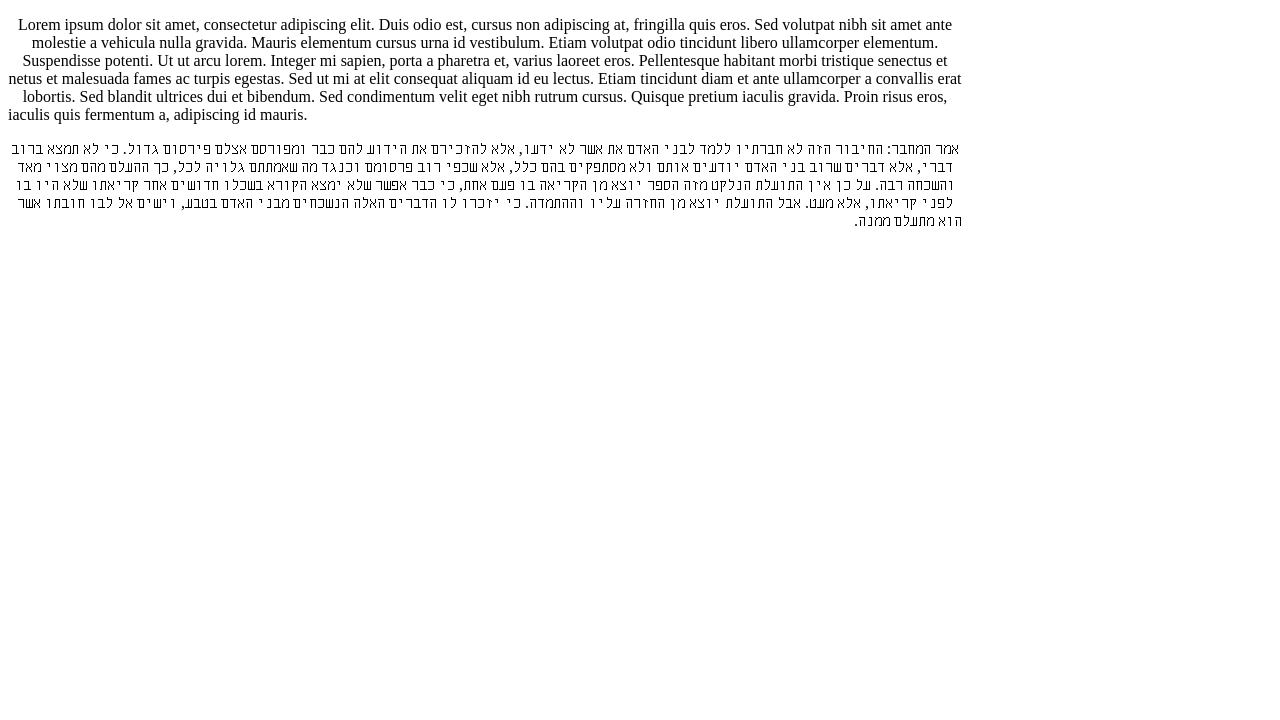 Lorem ipsum dolor sit amet, consectetur adipiscing elit. Duis odio est, cursus non adipiscing at, fringilla quis eros. Sed volutpat nibh sit amet ante
molestie a vehicula nulla gravida. Mauris elementum cursus urna id vestibulum. Etiam volutpat odio tincidunt libero ullamcorper elementum.
Suspendisse potenti. Ut ut arcu lorem. Integer mi sapien, porta a pharetra et, varius laoreet eros. Pellentesque habitant morbi tristique senectus et
netus et malesuada fames ac turpis egestas. Sed ut mi at elit consequat aliquam id eu lectus. Etiam tincidunt diam et ante ullamcorper a convallis erat
lobortis. Sed blandit ultrices dui et bibendum. Sed condimentum velit eget nibh rutrum cursus. Quisque pretium iaculis gravida. Proin risus eros,
iaculis quis fermentum a, adipiscing id mauris.
אמר המחבר: החיבור הזה לא חברתיו ללמד לבני האדם את אשר לא ידעו, אלא להזכירם את הידוע להם כבר ומפורסם אצלם פירסום גדול. כי לא תמצא ברוב
דברי, אלא דברים שרוב בני האדם יודעים אותם ולא מסתפקים בהם כלל, אלא שכפי רוב פרסומם וכנגד מה שאמתתם גלויה לכל, כך ההעלם מהם מצוי מאד
והשכחה רבה. על כן אין התועלת הנלקט מזה הספר יוצא מן הקריאה בו פעם אחת, כי כבר אפשר שלא ימצא הקורא בשכלו חדושים אחר קריאתו שלא היו בו
לפני קריאתו, אלא מעט. אבל התועלת יוצא מן החזרה עליו וההתמדה. כי יזכרו לו הדברים האלה הנשכחים מבני האדם בטבע, וישים אל לבו חובתו אשר
הוא מתעלם ממנה.